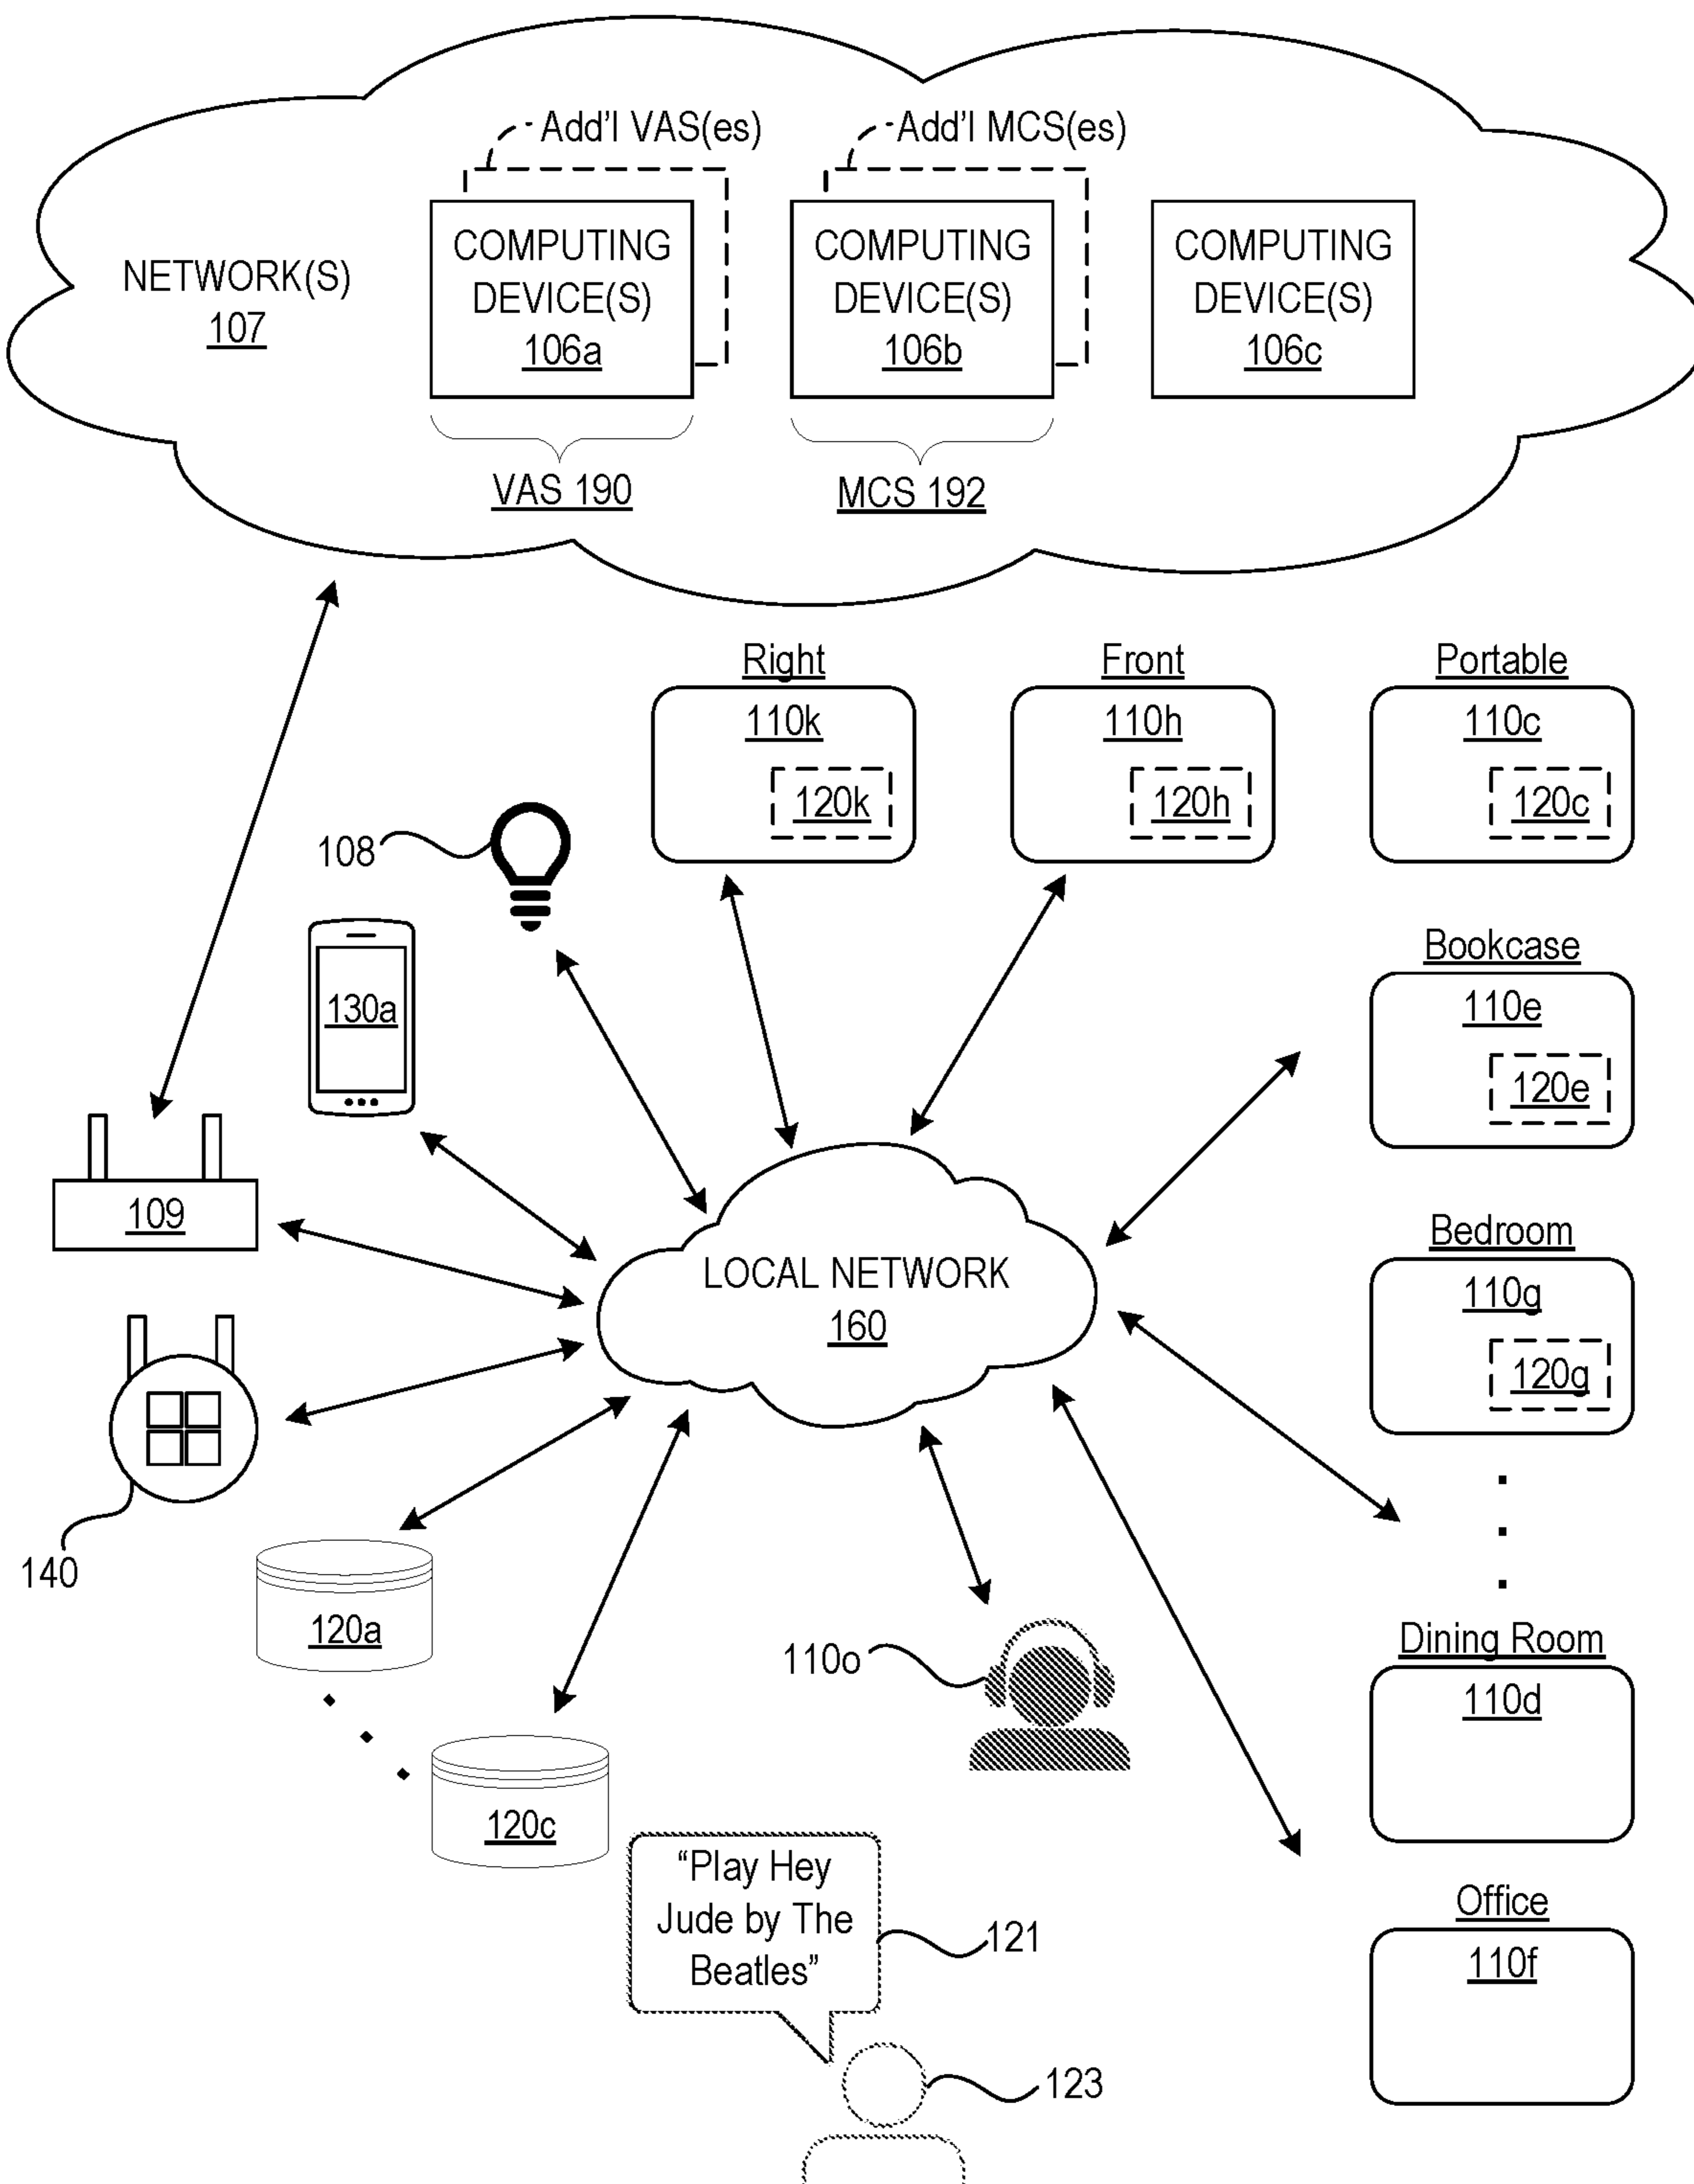 Add'l VAS(es)
Add'l MCS(es)
NETWORK(S)
107
COMPUTING
DEVICE(S)
106a
COMPUTING
DEVICE(S)
106b
COMPUTING
DEVICE(S)
106c
VAS 190
MCS 192
Right
110k
120k
Front
110h
120h
Portable
110c
120c
108
130a
Bookcase
110e
120e
109
LOCAL NETWORK
160
Bedroom
110g
120g
140
120a
120c
110o
Dining Room
110d
"Play Hey
Jude by The
Beatles"
121
Office
110f
123